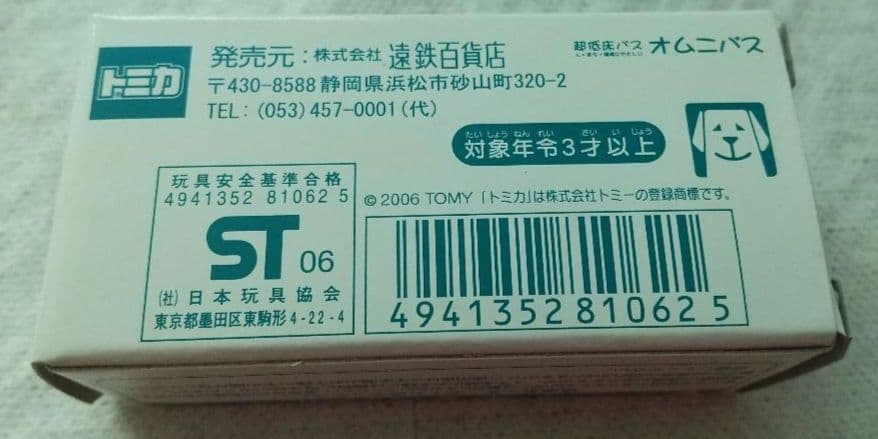 トミカ
発売元：株式会社 遠鉄百貨店
〒430-8588 静岡県浜松市砂山町320-2
TEL：(053) 457-0001 (代)
超低床バス オムニバス
たいしょうねんれい さいいじょう
対象年令3才以上
玩具安全基準合格
4941352 81062 5
ST 06
(社) 日本玩具協会
東京都墨田区東駒形4-22-4
© 2006 TOMY 「トミカ」は株式会社トミーの登録商標です。
4941352 81062 5